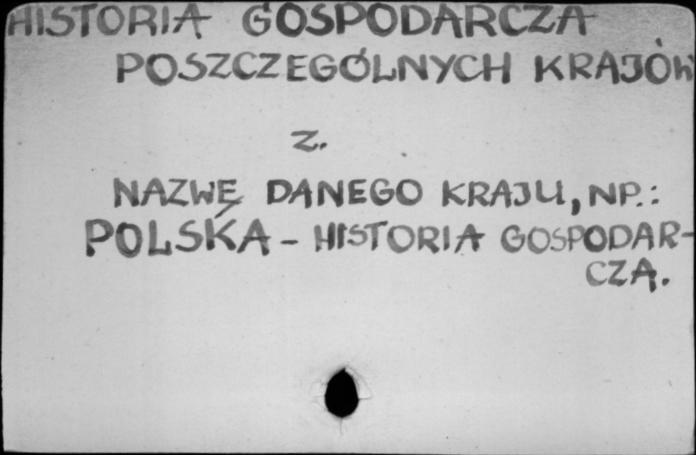 HISTORIA GOSPODARCZA
POSZCZEGÓLNYCH KRAJÓW
Z.
NAZWĘ DANEGO KRAJU, NP.:
POLSKA - HISTORIA GOSPODAR-
CZA.